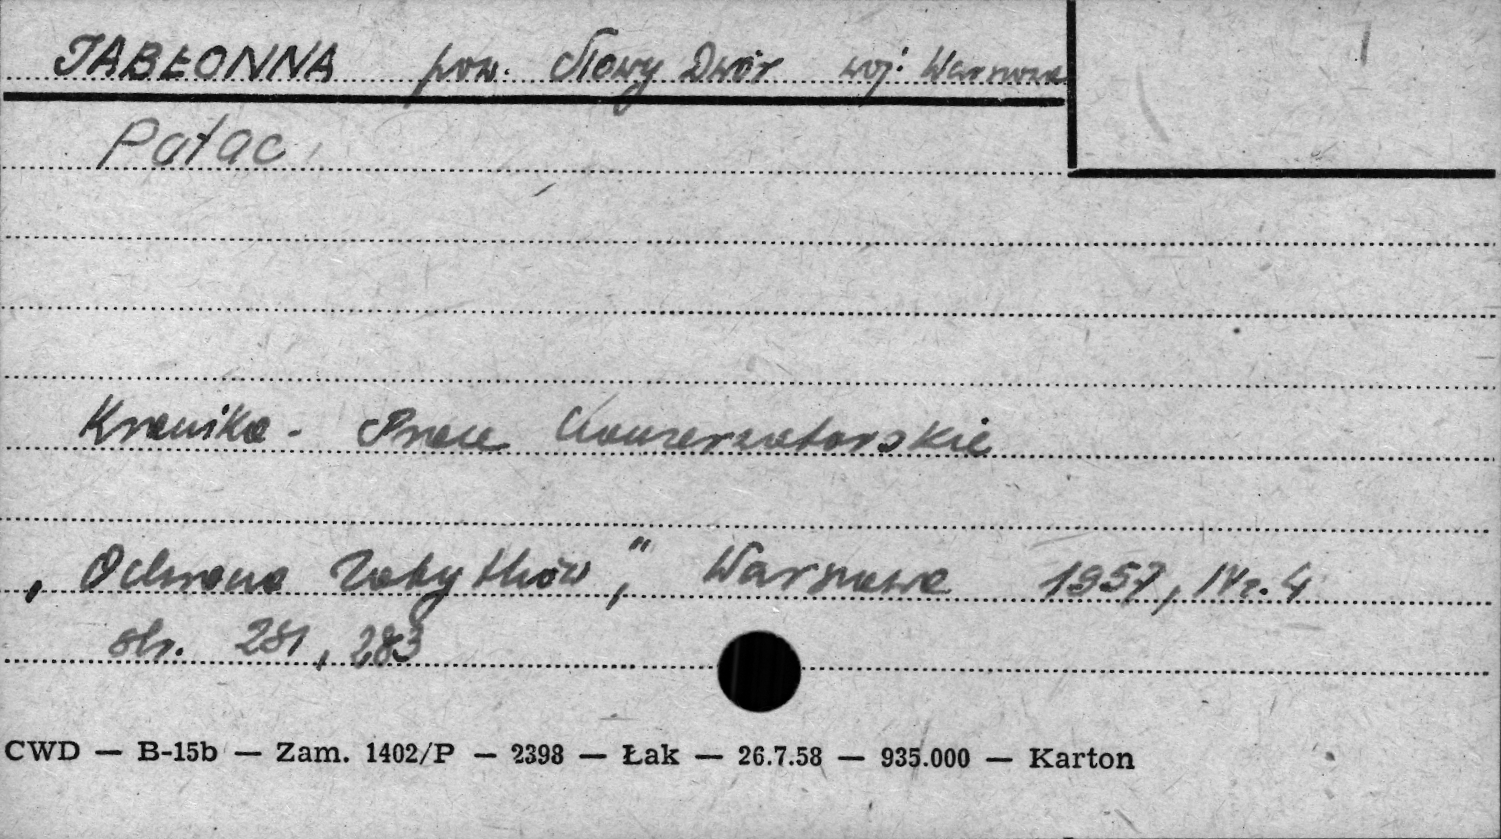 JABŁONNA pow. Nowy Dwór woj. Warszawa
Pałac
Kronika - Prace Konserwatorskie
„Ochrona Zabytków," Warszawa 1957, Nr. 4
str. 281, 283
CWD — B-15b — Zam. 1402/P — 2398 — Łak — 26.7.58 — 935.000 — Karton